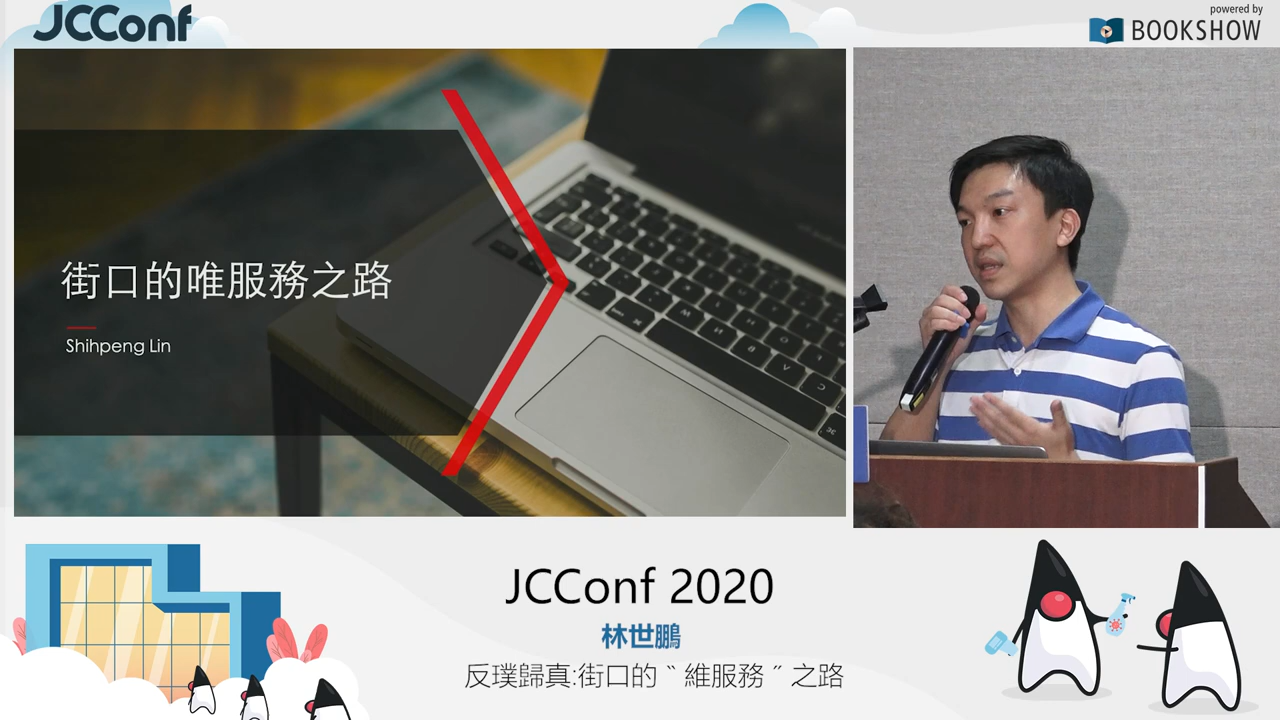 JCConf
powered by
BOOKSHOW
街口的唯服務之路
Shihpeng Lin
JCConf 2020
林世鵬
反璞歸真:街口的〝維服務〞之路